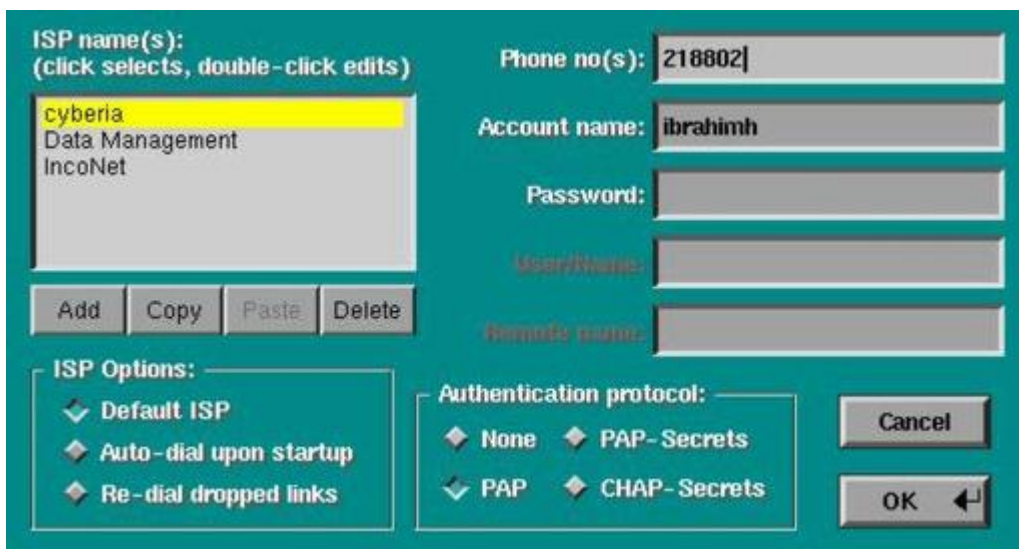 ISP name(s):
(click selects, double-click edits)
cyberia
Data Management
IncoNet
Add Copy Paste Delete
Phone no(s): 218802
Account name: ibrahimh
Password:
User/Name:
Remote name:
ISP Options:
Default ISP
Auto-dial upon startup
Re-dial dropped links
Authentication protocol:
None PAP-Secrets
PAP CHAP-Secrets
Cancel
OK